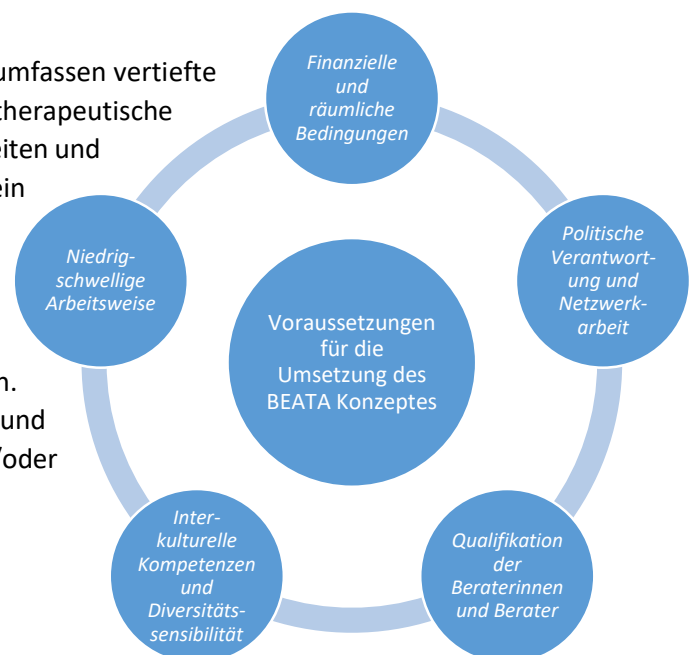 umfassen vertiefte
therapeutische
eiten und
ein
n.
und
/oder
Finanzielle
und
räumliche
Bedingungen
Politische
Verantwort-
ung und
Netzwerk-
arbeit
Qualifikation
der
Beraterinnen
und Berater
Inter-
kulturelle
Kompetenzen
und
Diversitäts-
sensibilität
Niedrig-
schwellige
Arbeitsweise
Voraussetzungen
für die
Umsetzung des
BEATA Konzeptes